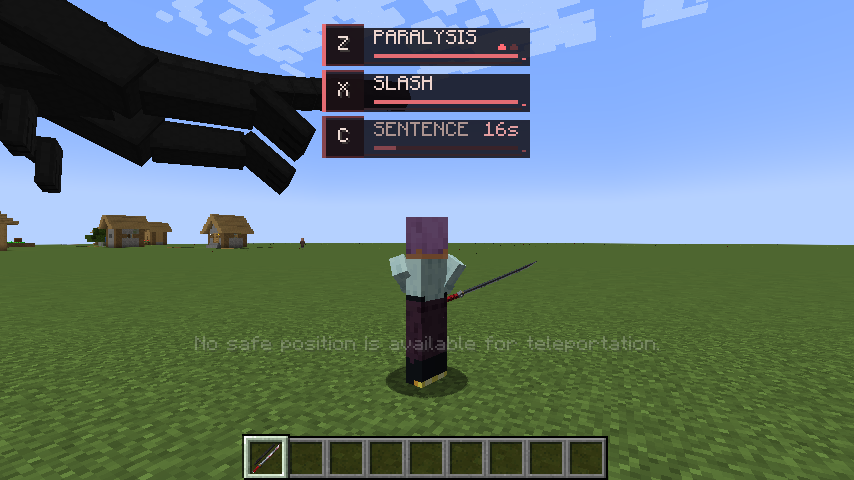 Z PARALYSIS
X SLASH
C SENTENCE 16s
No safe position is available for teleportation.